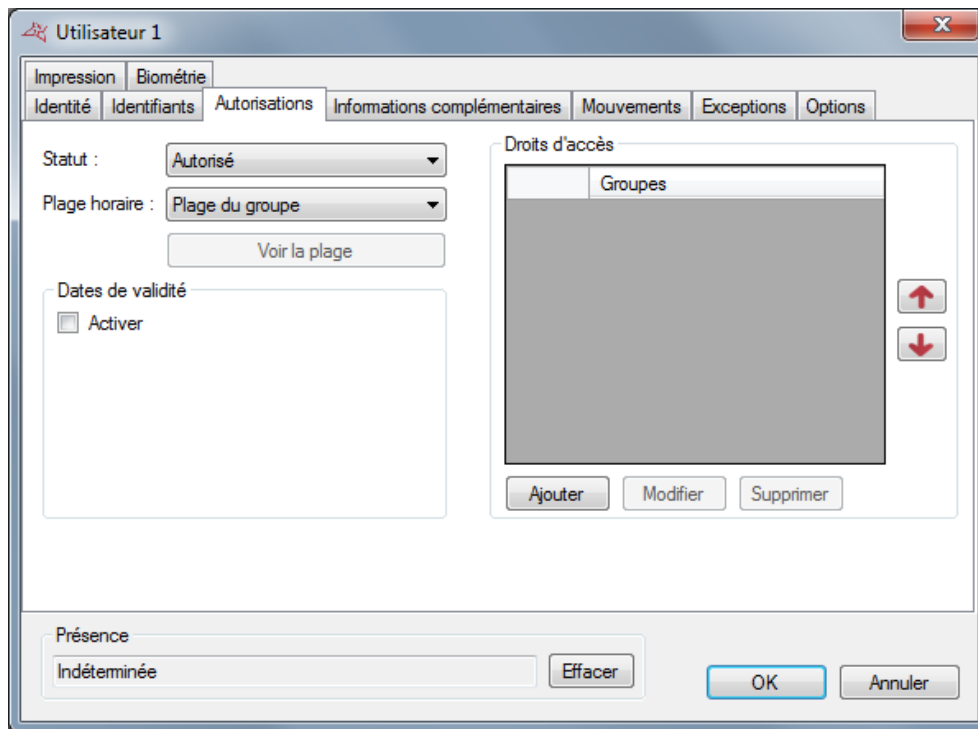 Utilisateur 1
Impression Biométrie
Identité Identifiants Autorisations Informations complémentaires Mouvements Exceptions Options
Statut : Autorisé
Plage horaire : Plage du groupe
Voir la plage
Dates de validité
Activer
Droits d'accès
Groupes
Ajouter Modifier Supprimer
Présence
Indéterminée Effacer
OK Annuler